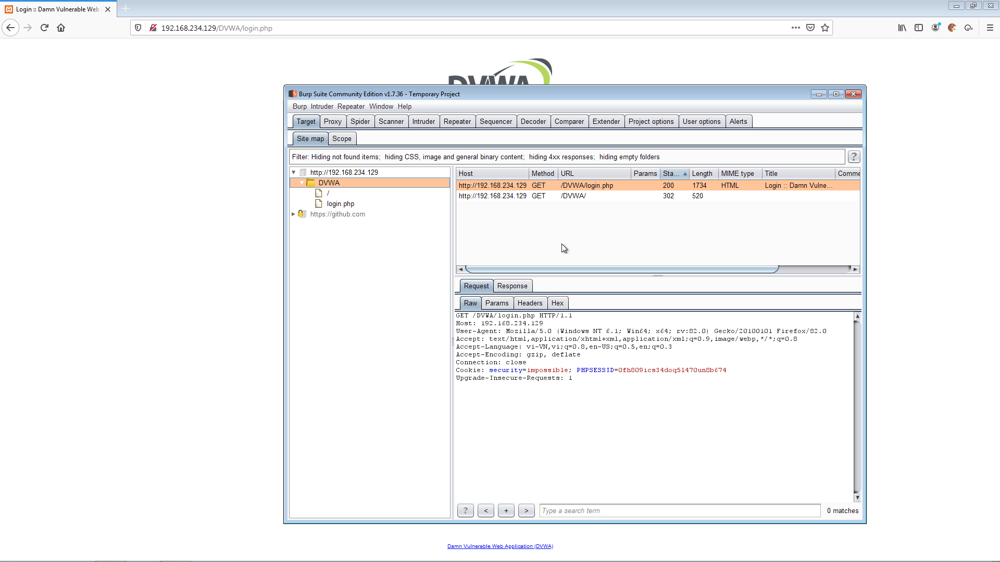 Login :: Damn Vulnerable Web
192.168.234.129/DVWA/login.php
DVWA
Burp Suite Community Edition v1.7.36 - Temporary Project
Burp Intruder Repeater Window Help
Target Proxy Spider Scanner Intruder Repeater Sequencer Decoder Comparer Extender Project options User options Alerts
Site map Scope
Filter: Hiding not found items; hiding CSS, image and general binary content; hiding 4xx responses; hiding empty folders
?
http://192.168.234.129
DVWA
/
login.php
https://github.com
Host Method URL Params Sta... Length MIME type Title Comme
http://192.168.234.129 GET /DVWA/login.php 200 1734 HTML Login :: Damn Vulne...
http://192.168.234.129 GET /DVWA/ 302 520
Request Response
Raw Params Headers Hex
GET /DVWA/login.php HTTP/1.1
Host: 192.168.234.129
User-Agent: Mozilla/5.0 (Windows NT 6.1; Win64; x64; rv:82.0) Gecko/20100101 Firefox/82.0
Accept: text/html,application/xhtml+xml,application/xml;q=0.9,image/webp,*/*;q=0.8
Accept-Language: vi-VN,vi;q=0.8,en-US;q=0.5,en;q=0.3
Accept-Encoding: gzip, deflate
Connection: close
Cookie: security=impossible; PHPSESSID=0fh809ics34doq5l470un8b674
Upgrade-Insecure-Requests: 1
? < + > Type a search term 0 matches
Damn Vulnerable Web Application (DVWA)